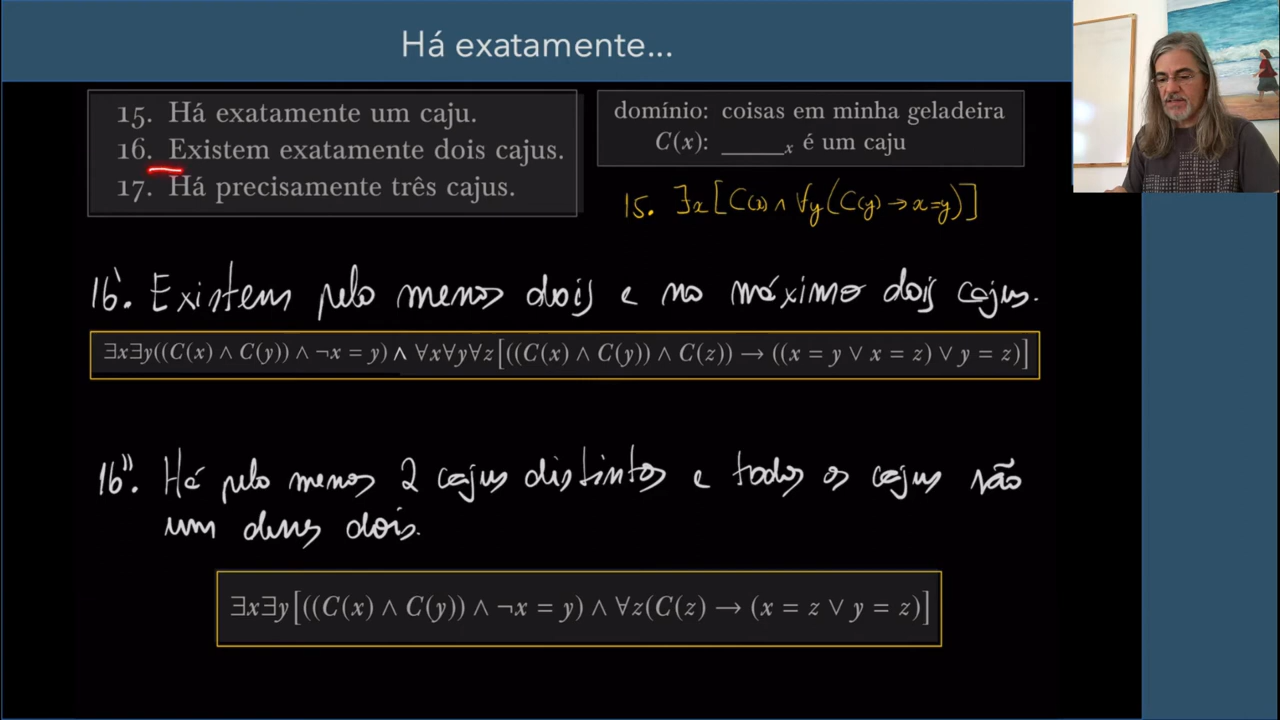 Há exatamente...
15. Há exatamente um caju.
16. Existem exatamente dois cajus.
17. Há precisamente três cajus.
domínio: coisas em minha geladeira
C(x): _____ₓ é um caju
15. ∃x[C(x) ∧ ∀y(C(y) → x=y)]
16'. Existem pelo menos dois e no máximo dois cajus.
∃x∃y((C(x) ∧ C(y)) ∧ ¬x = y) ∧ ∀x∀y∀z[((C(x) ∧ C(y)) ∧ C(z)) → ((x = y ∨ x = z) ∨ y = z)]
16''. Há pelo menos 2 cajus distintos e todos os cajus são
um desses dois.
∃x∃y[((C(x) ∧ C(y)) ∧ ¬x = y) ∧ ∀z(C(z) → (x = z ∨ y = z)]